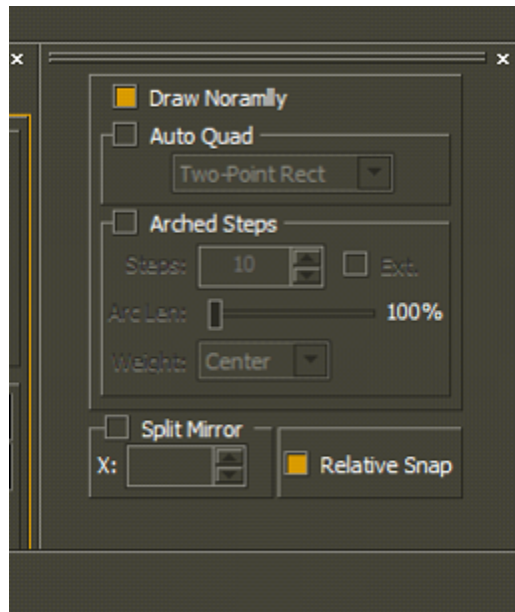 Draw Noramlly
Auto Quad
Two-Point Rect
Arched Steps
Steps: 10 Ext.
Arc Len: 100%
Weight: Center
Split Mirror
X:
Relative Snap